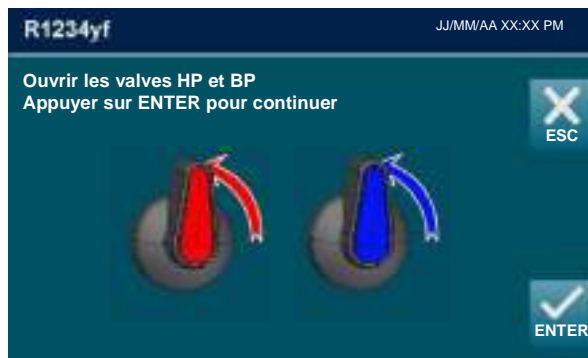 R1234yf
JJ/MM/AA XX:XX PM
Ouvrir les valves HP et BP
Appuyer sur ENTER pour continuer
ESC
ENTER